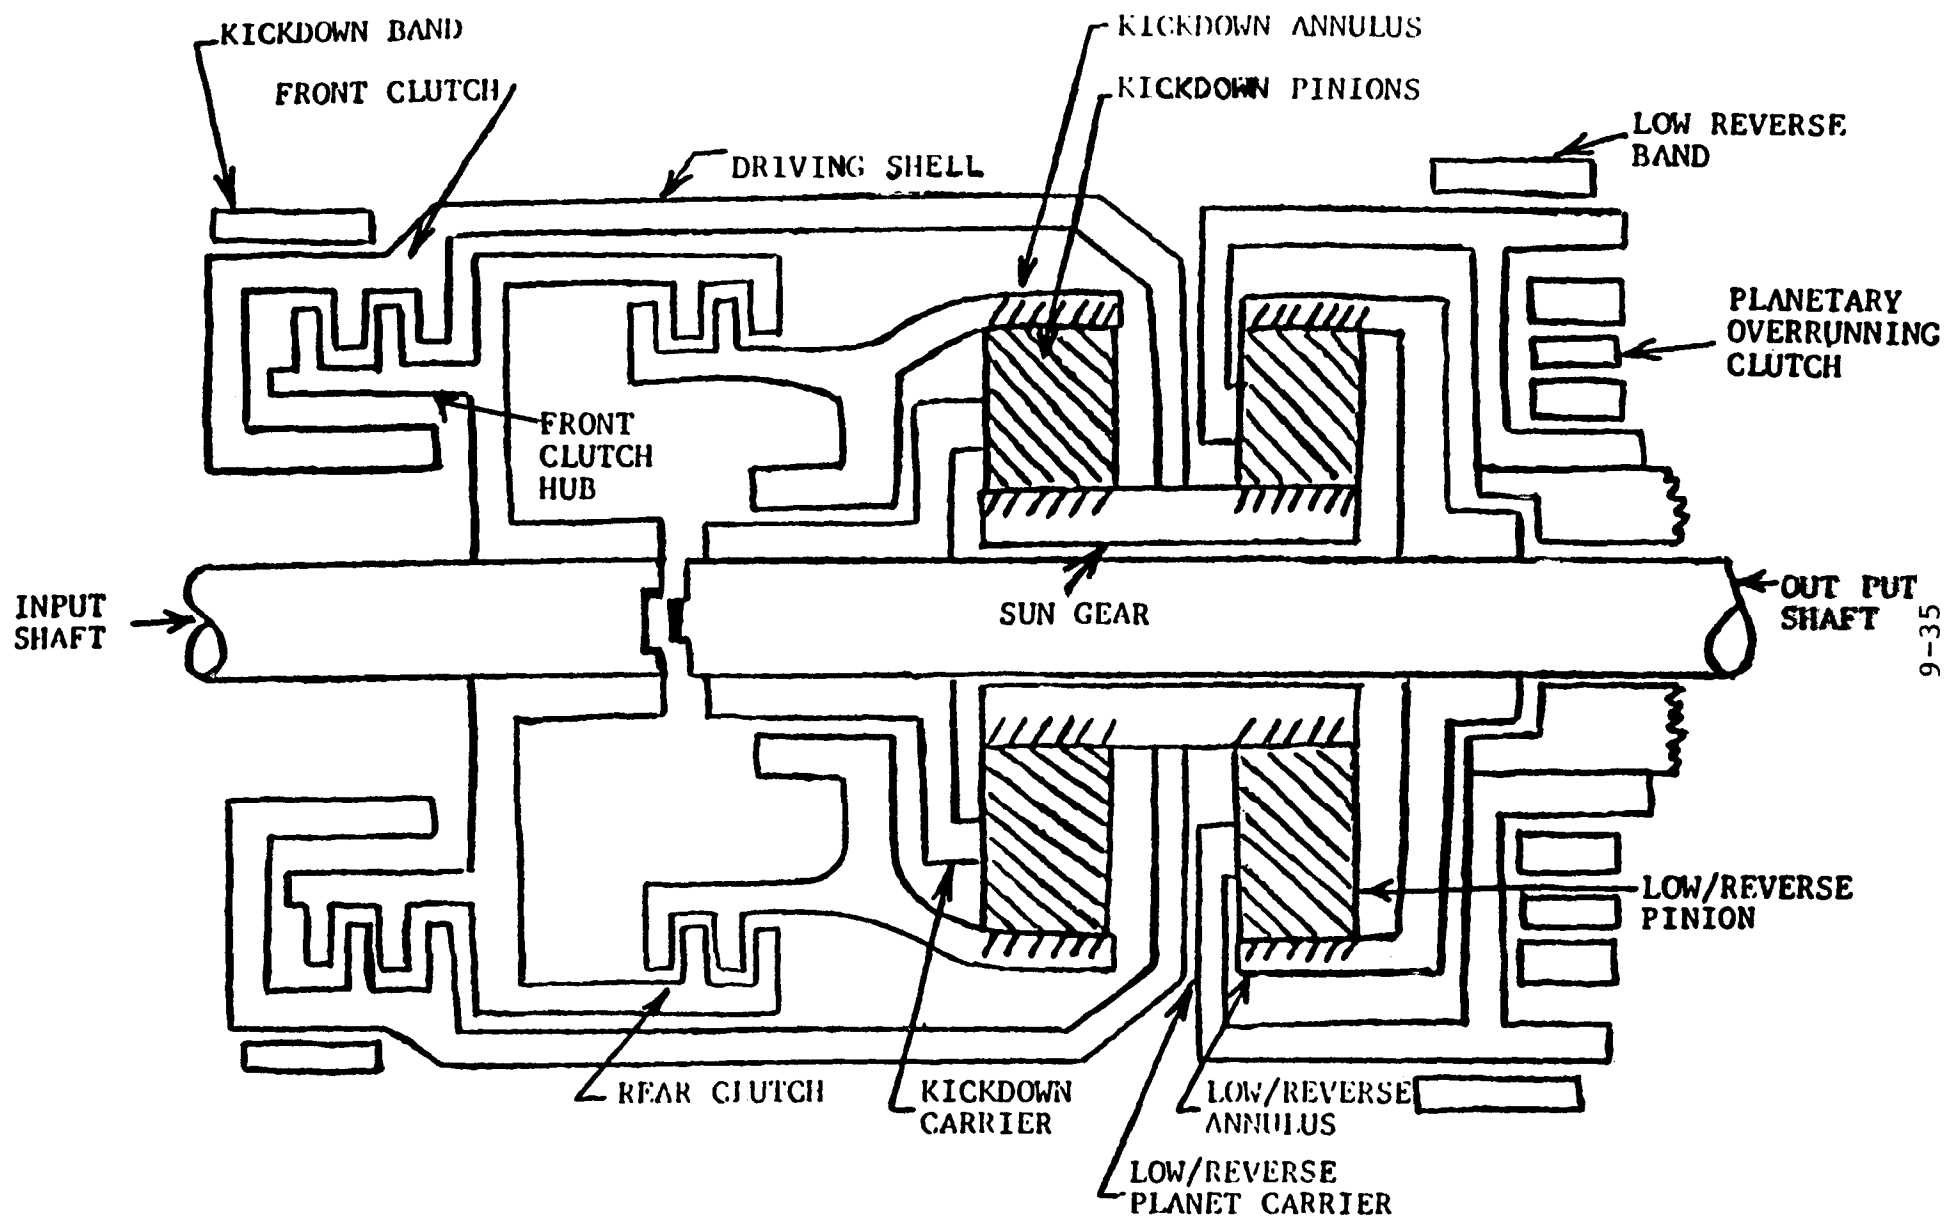 KICKDOWN BAND
FRONT CLUTCH
KICKDOWN ANNULUS
KICKDOWN PINIONS
LOW REVERSE
BAND
DRIVING SHELL
PLANETARY
OVERRUNNING
CLUTCH
FRONT
CLUTCH
HUB
INPUT
SHAFT
SUN GEAR
OUT PUT
SHAFT
9-35
LOW/REVERSE
PINION
REAR CLUTCH
KICKDOWN
CARRIER
LOW/REVERSE
ANNULUS
LOW/REVERSE
PLANET CARRIER